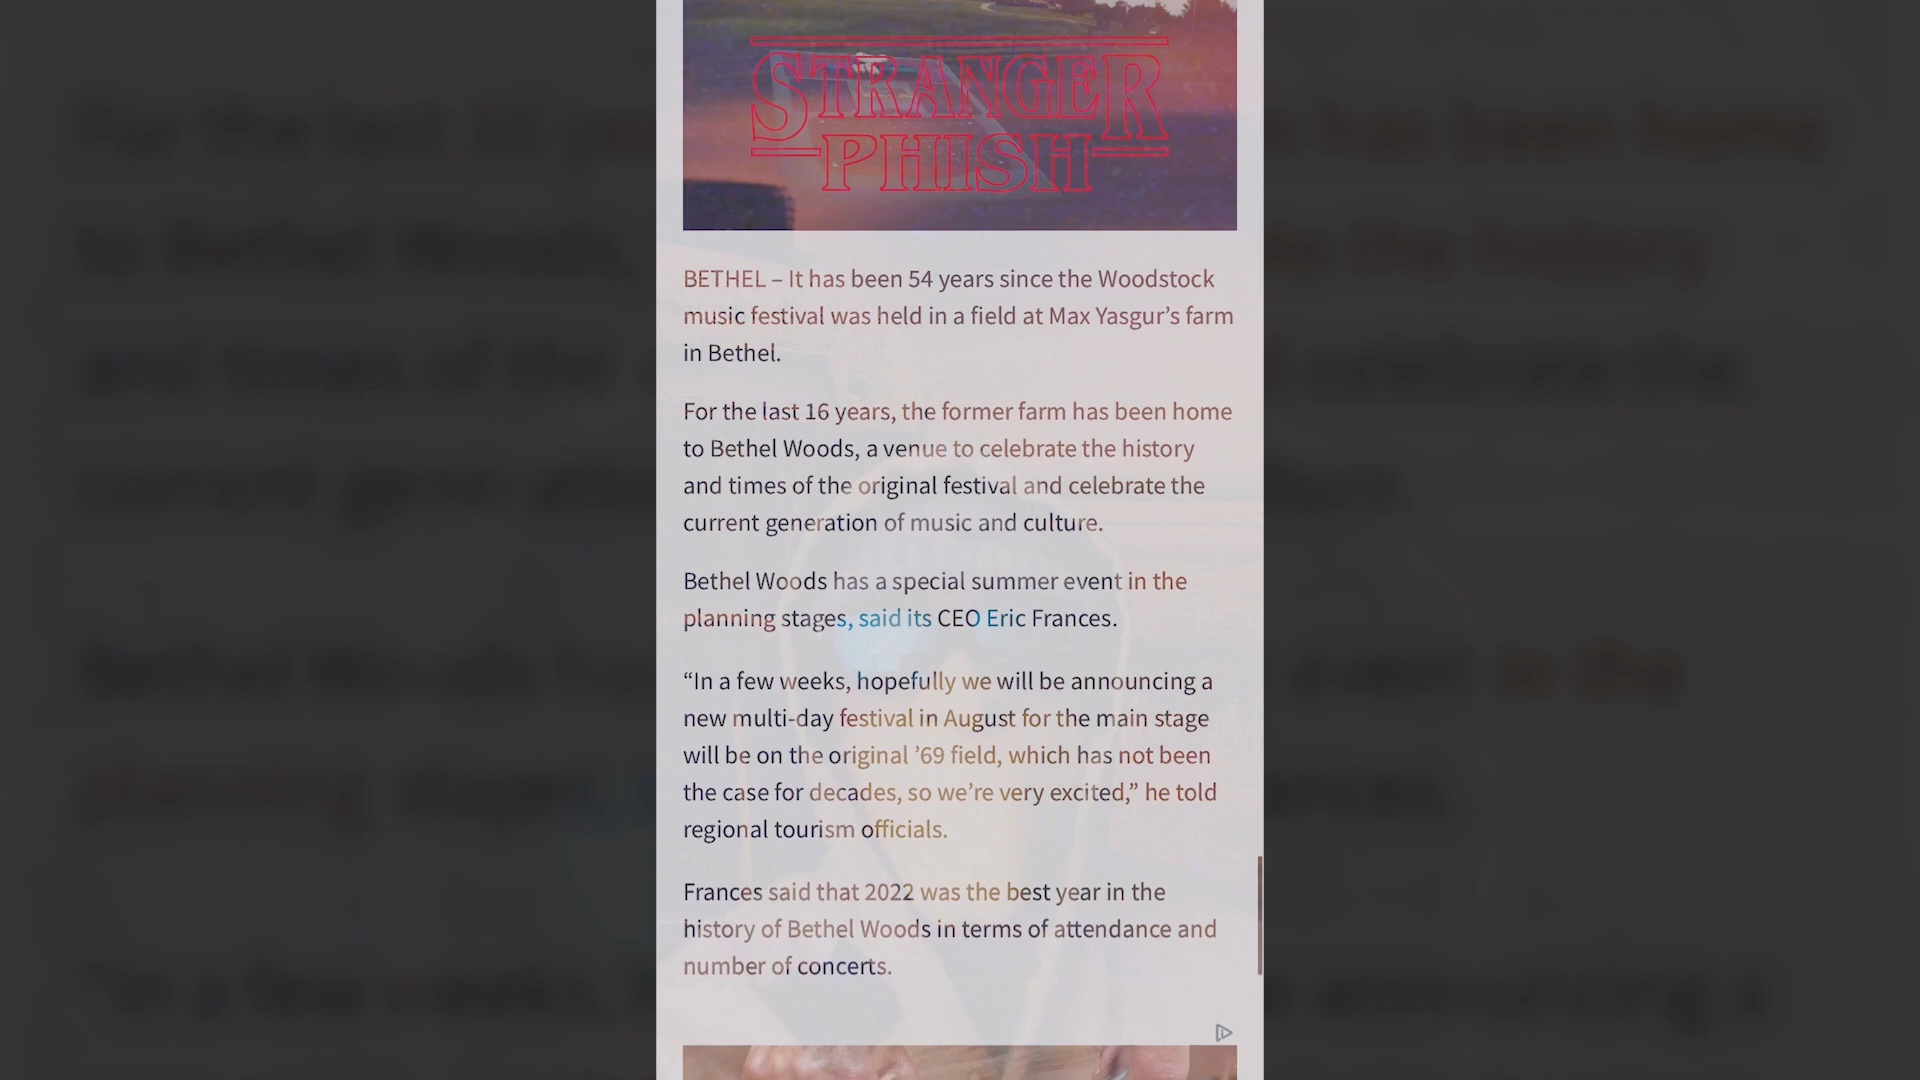 STRANGER
PHISH
BETHEL – It has been 54 years since the Woodstock
music festival was held in a field at Max Yasgur’s farm
in Bethel.
For the last 16 years, the former farm has been home
to Bethel Woods, a venue to celebrate the history
and times of the original festival and celebrate the
current generation of music and culture.
Bethel Woods has a special summer event in the
planning stages, said its CEO Eric Frances.
“In a few weeks, hopefully we will be announcing a
new multi-day festival in August for the main stage
will be on the original ’69 field, which has not been
the case for decades, so we’re very excited,” he told
regional tourism officials.
Frances said that 2022 was the best year in the
history of Bethel Woods in terms of attendance and
number of concerts.